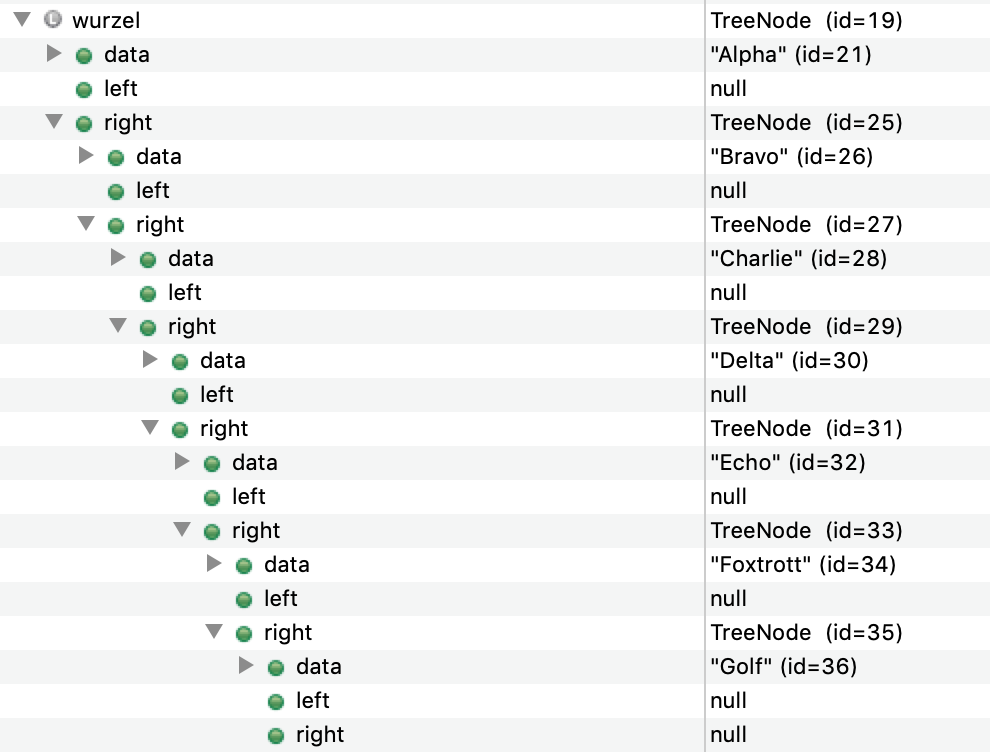 L wurzel TreeNode (id=19)
data "Alpha" (id=21)
left null
right TreeNode (id=25)
data "Bravo" (id=26)
left null
right TreeNode (id=27)
data "Charlie" (id=28)
left null
right TreeNode (id=29)
data "Delta" (id=30)
left null
right TreeNode (id=31)
data "Echo" (id=32)
left null
right TreeNode (id=33)
data "Foxtrott" (id=34)
left null
right TreeNode (id=35)
data "Golf" (id=36)
left null
right null